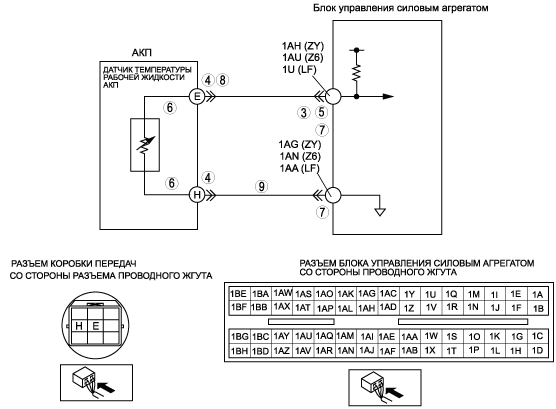 Блок управления силовым агрегатом
АКП
ДАТЧИК ТЕМПЕРАТУРЫ
РАБОЧЕЙ ЖИДКОСТИ
АКП
1AH (ZY)
1AU (Z6)
1U (LF)
4 8
E
6
3 5
7
1AG (ZY)
1AN (Z6)
1AA (LF)
6
4
H
9
7
РАЗЪЕМ КОРОБКИ ПЕРЕДАЧ
СО СТОРОНЫ РАЗЪЕМА ПРОВОДНОГО ЖГУТА
H E
РАЗЪЕМ БЛОКА УПРАВЛЕНИЯ СИЛОВЫМ АГРЕГАТОМ
СО СТОРОНЫ ПРОВОДНОГО ЖГУТА
1BE 1BA 1AW 1AS 1AO 1AK 1AG 1AC 1Y 1U 1Q 1M 1I 1E 1A
1BF 1BB 1AX 1AT 1AP 1AL 1AH 1AD 1Z 1V 1R 1N 1J 1F 1B
1BG 1BC 1AY 1AU 1AQ 1AM 1AI 1AE 1AA 1W 1S 1O 1K 1G 1C
1BH 1BD 1AZ 1AV 1AR 1AN 1AJ 1AF 1AB 1X 1T 1P 1L 1H 1D